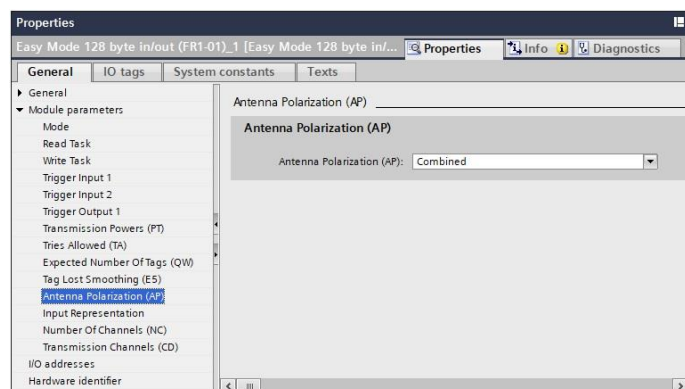 Properties
Easy Mode 128 byte in/out (FR1-01)_1 [Easy Mode 128 byte in/...
Properties
Info
Diagnostics
General
IO tags
System constants
Texts
General
Module parameters
Mode
Read Task
Write Task
Trigger Input 1
Trigger Input 2
Trigger Output 1
Transmission Powers (PT)
Tries Allowed (TA)
Expected Number Of Tags (QW)
Tag Lost Smoothing (E5)
Antenna Polarization (AP)
Input Representation
Number Of Channels (NC)
Transmission Channels (CD)
I/O addresses
Hardware identifier
Antenna Polarization (AP)
Antenna Polarization (AP)
Antenna Polarization (AP): Combined